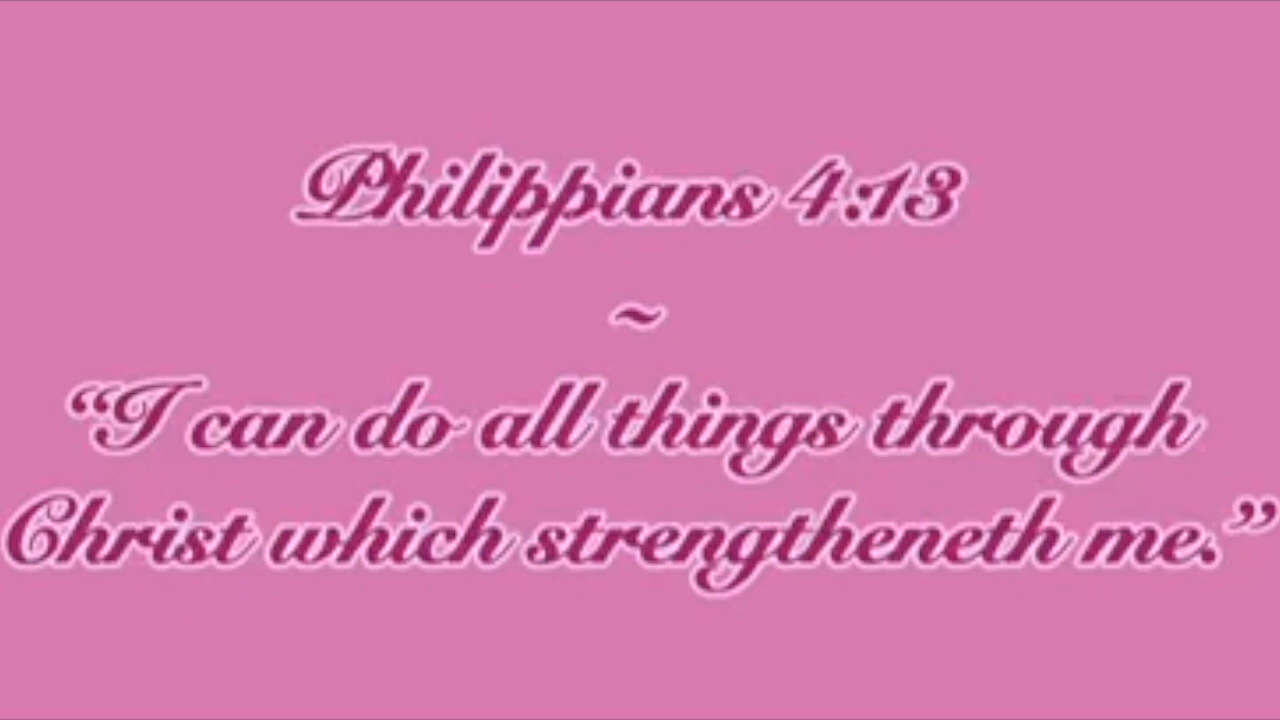 Philippians 4:13
~
“I can do all things through
Christ which strengtheneth me.”